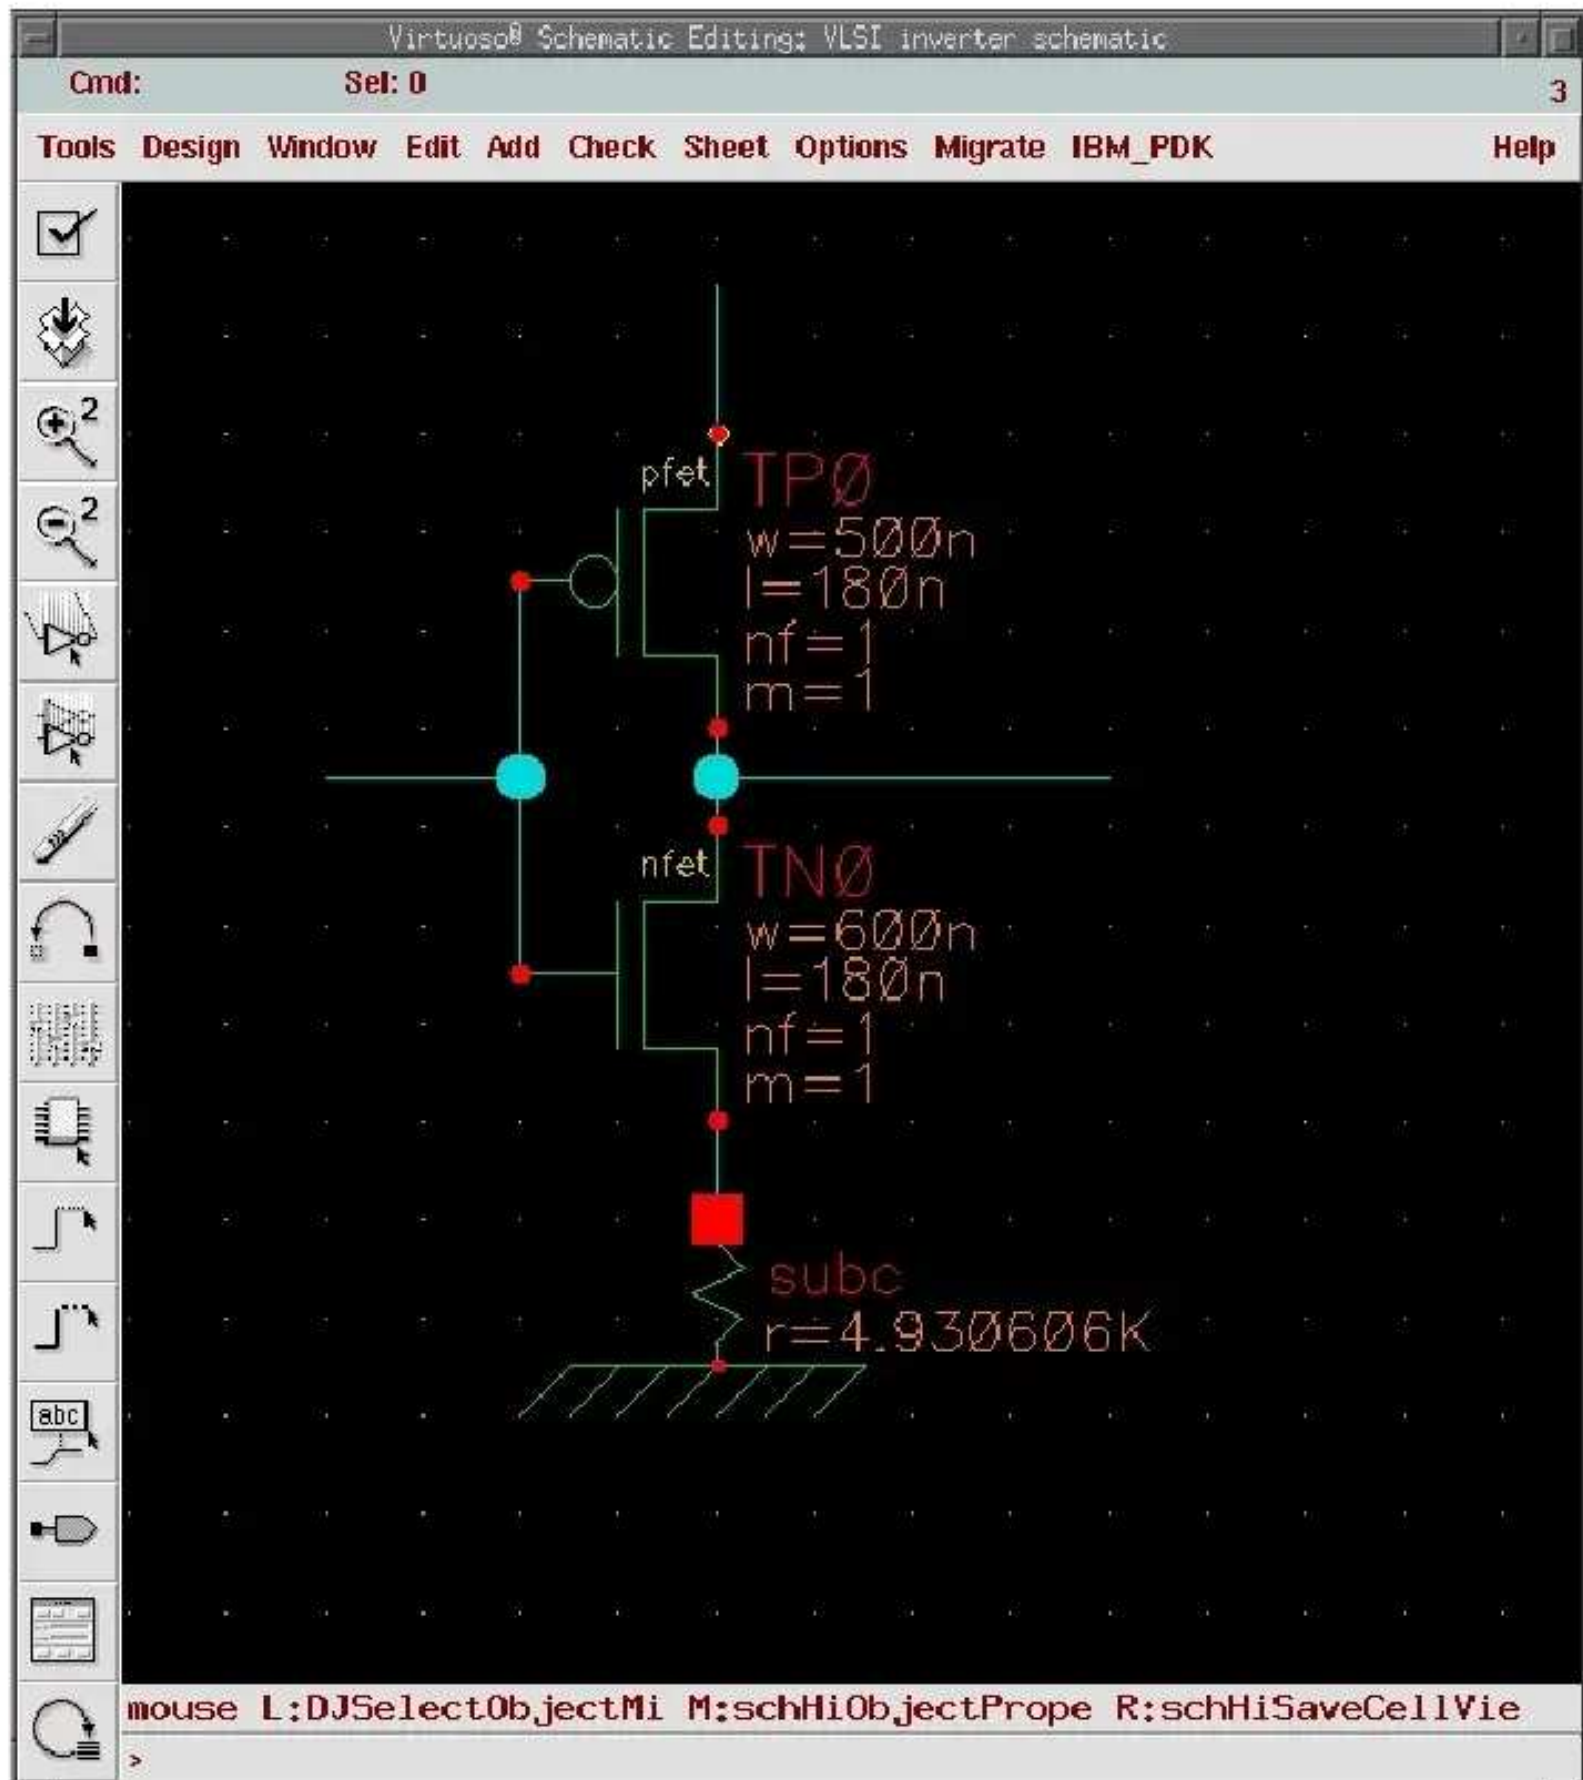 Virtuoso® Schematic Editing: VLSI inverter schematic
Cmd: Sel: 0 3
Tools Design Window Edit Add Check Sheet Options Migrate IBM_PDK Help
2
2
pfet TP0
w=500n
l=180n
nf=1
m=1
nfet TN0
w=600n
l=180n
nf=1
m=1
subc
r=4.930606K
abc
mouse L:DJSelectObjectMi M:schHiObjectPrope R:schHiSaveCellVie
>